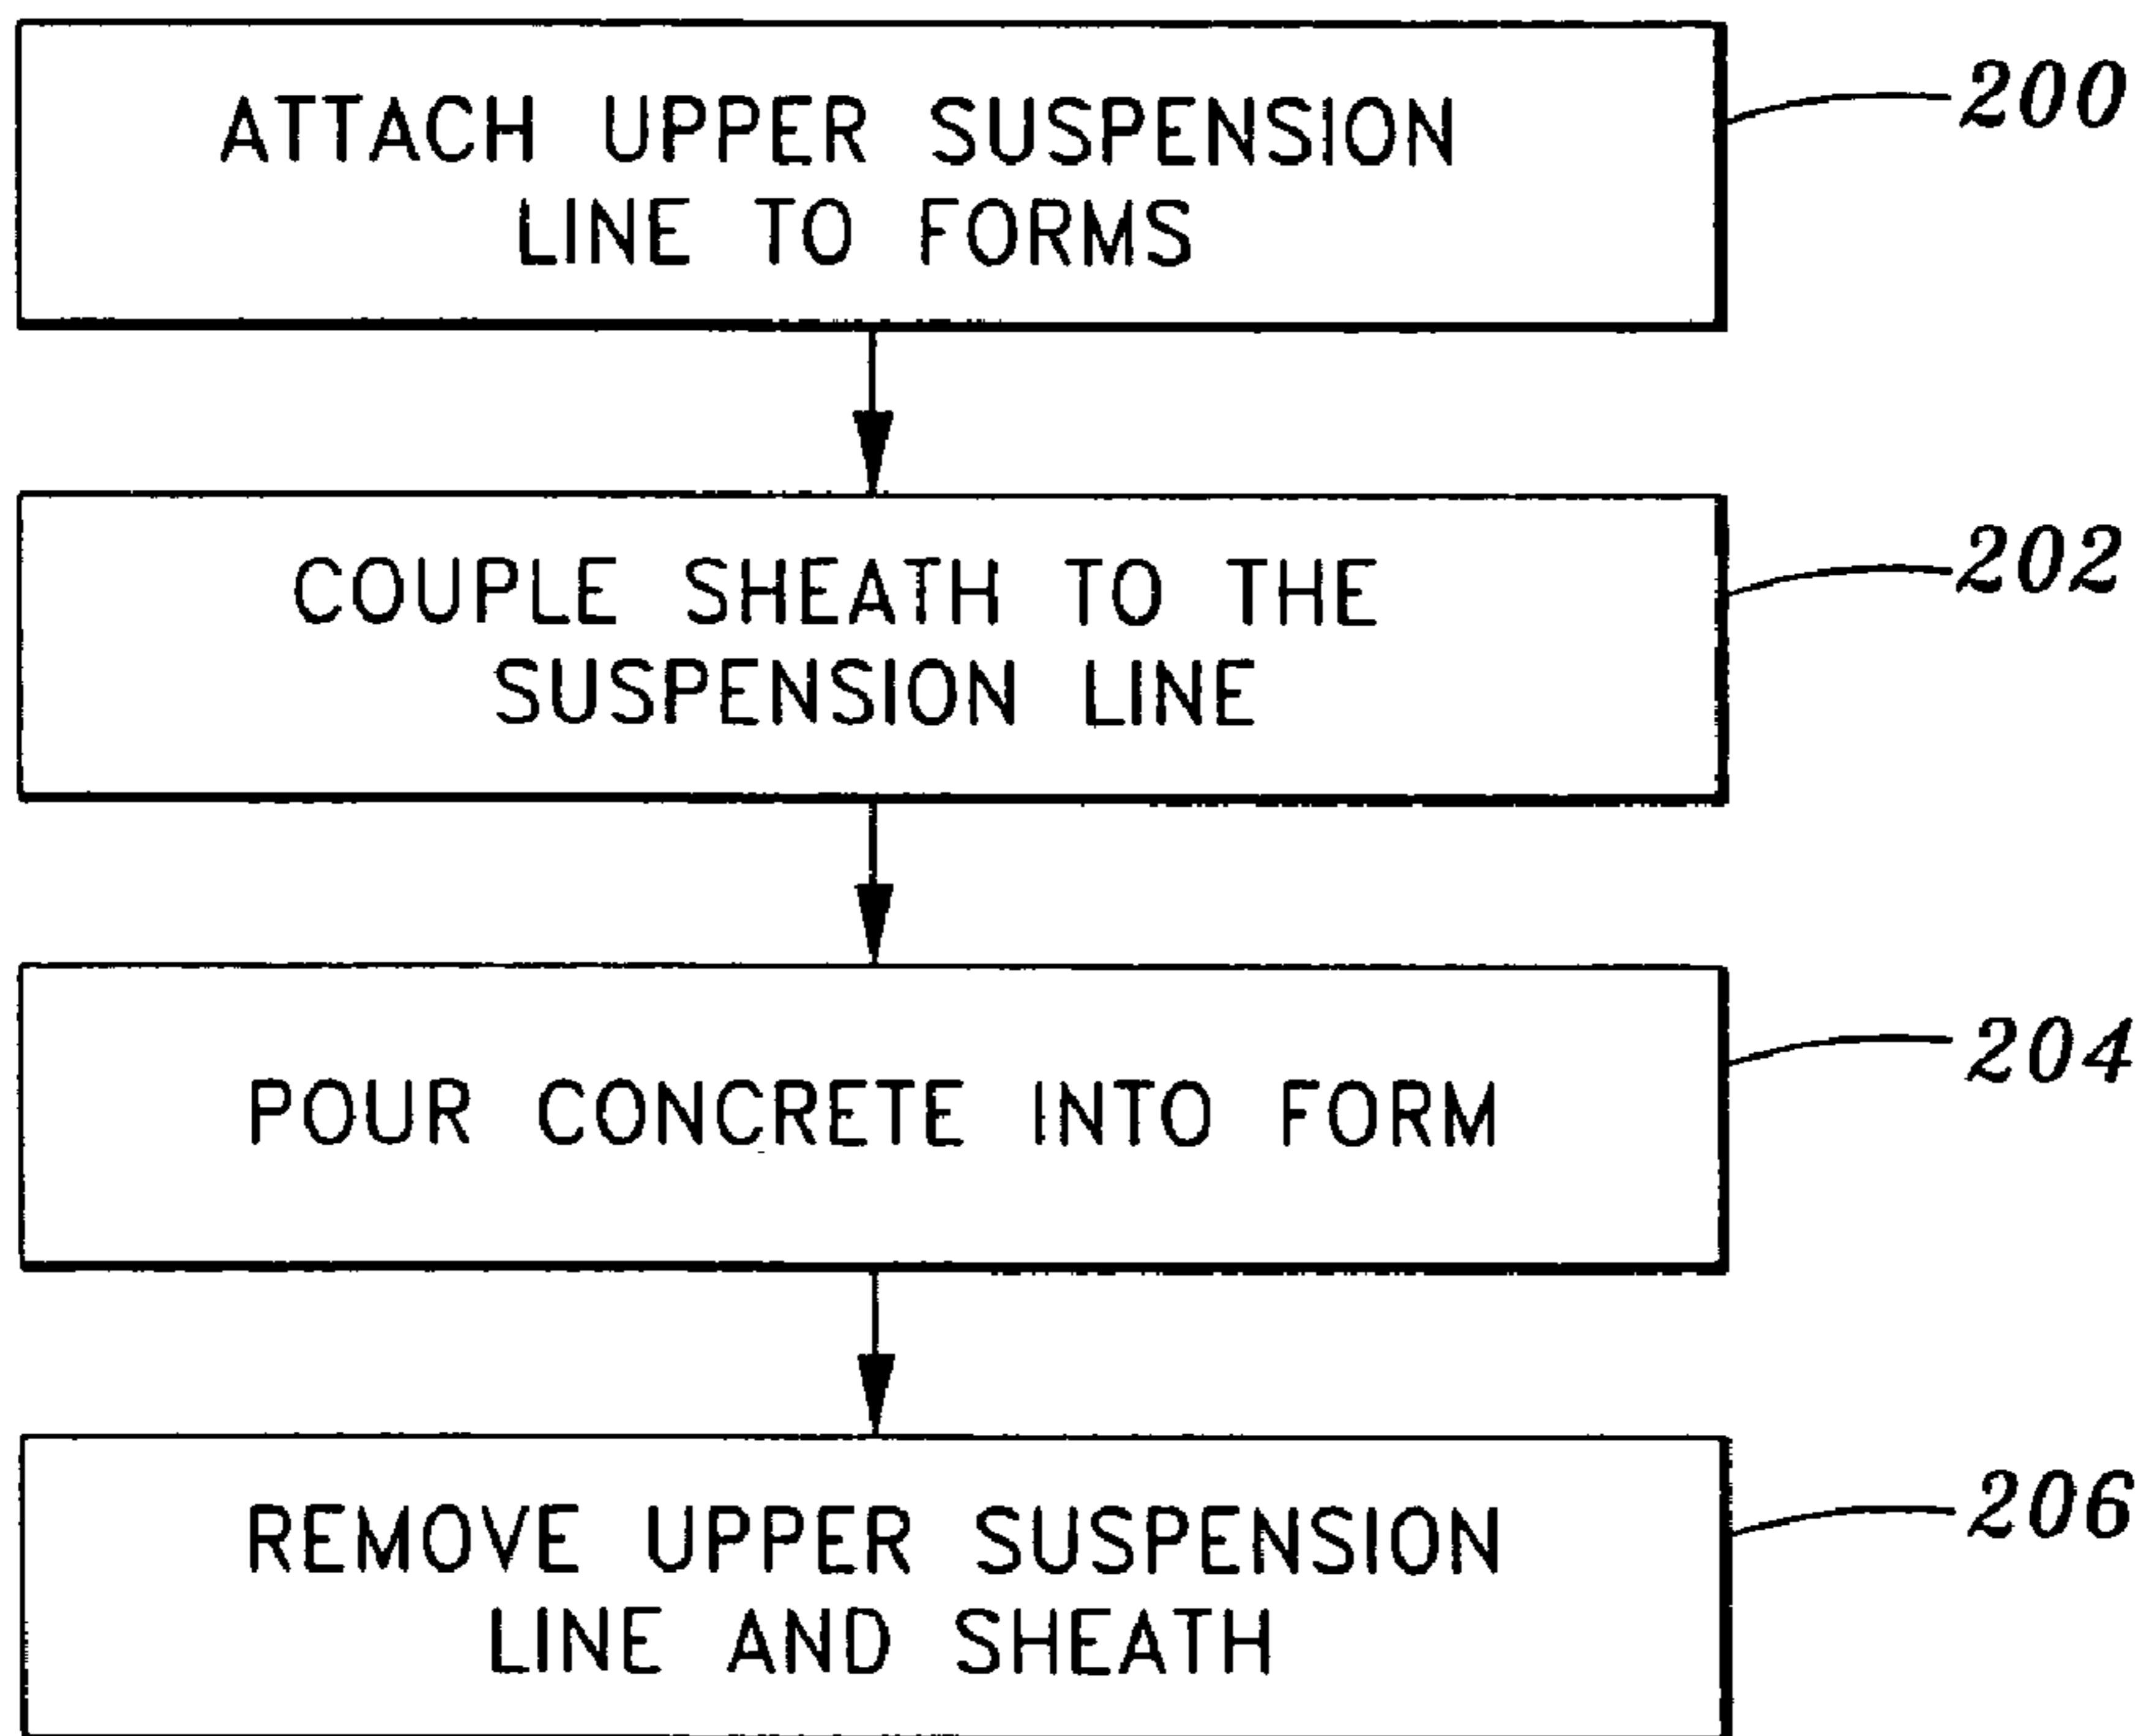 ATTACH UPPER SUSPENSION
LINE TO FORMS
200
COUPLE SHEATH TO THE
SUSPENSION LINE
202
POUR CONCRETE INTO FORM
204
REMOVE UPPER SUSPENSION
LINE AND SHEATH
206